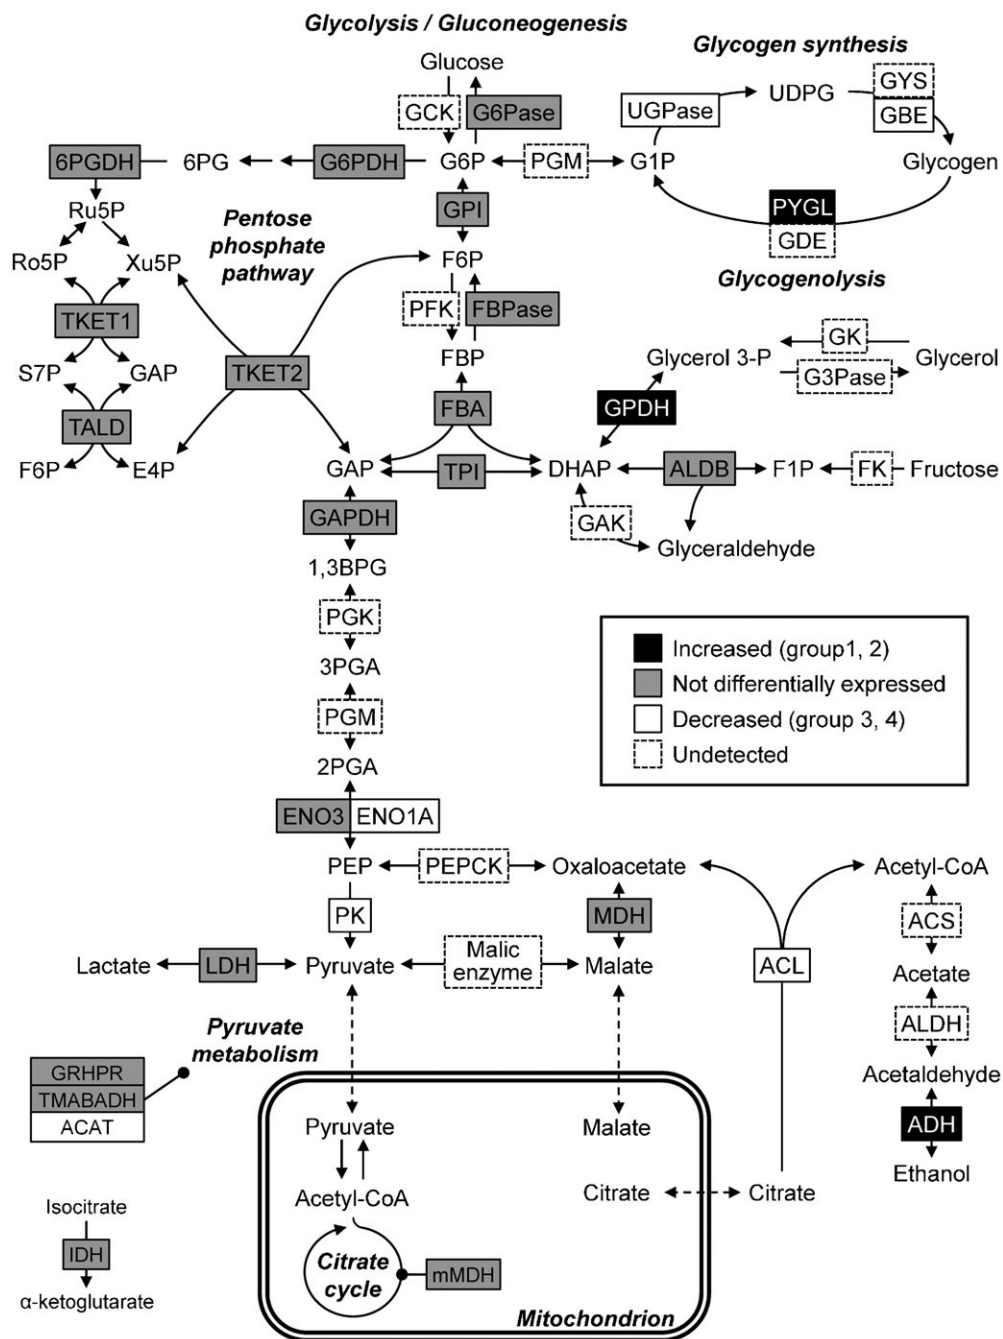 Glycolysis / Gluconeogenesis
Glycogen synthesis
Glucose
GCK
G6Pase
UGPase
UDPG
GYS
GBE
6PGDH
6PG
G6PDH
G6P
PGM
G1P
Glycogen
Ru5P
GPI
PYGL
GDE
Pentose
phosphate
pathway
Ro5P
Xu5P
F6P
Glycogenolysis
TKET1
PFK
FBPase
GK
S7P
GAP
TKET2
FBP
Glycerol 3-P
Glycerol
G3Pase
TALD
FBA
GPDH
F6P
E4P
GAP
TPI
DHAP
ALDB
F1P
FK
Fructose
GAPDH
GAK
Glyceraldehyde
1,3BPG
PGK
3PGA
PGM
2PGA
Increased (group1, 2)
Not differentially expressed
Decreased (group 3, 4)
Undetected
ENO3
ENO1A
PEP
PEPCK
Oxaloacetate
Acetyl-CoA
PK
MDH
ACS
Lactate
LDH
Pyruvate
Malic
enzyme
Malate
ACL
Acetate
ALDH
Pyruvate
metabolism
GRHPR
TMABADH
ACAT
Acetaldehyde
ADH
Ethanol
Pyruvate
Malate
Acetyl-CoA
Citrate
Citrate
Isocitrate
IDH
α-ketoglutarate
Citrate
cycle
mMDH
Mitochondrion